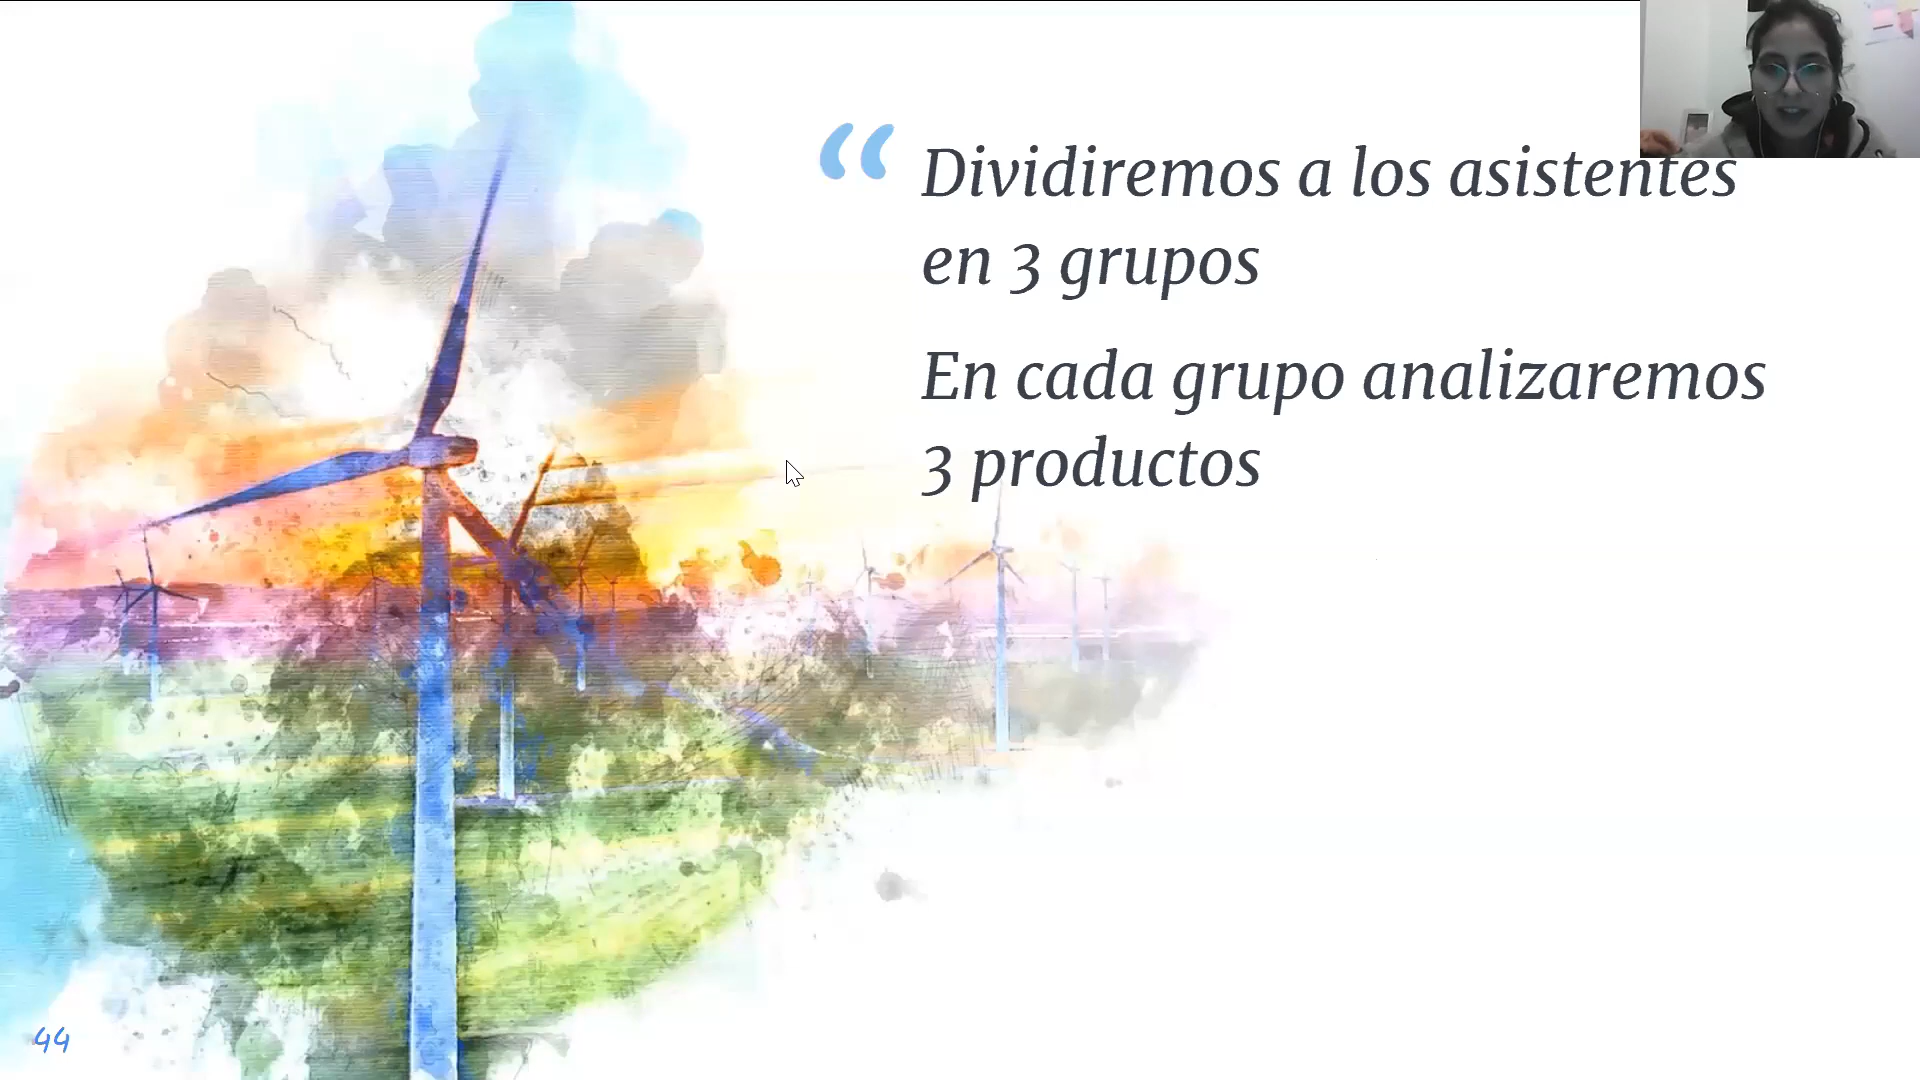 “ Dividiremos a los asistentes
en 3 grupos
En cada grupo analizaremos
3 productos
44